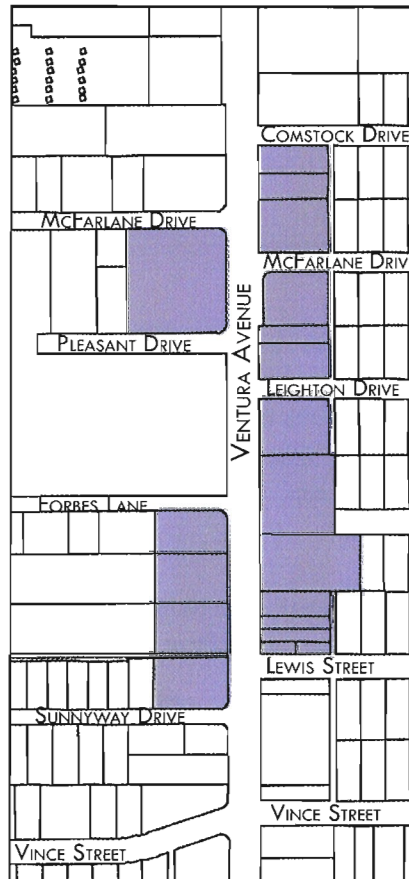 COMSTOCK DRIVE
MCFARLANE DRIVE
MCFARLANE DRIV
VENTURA AVENUE
PLEASANT DRIVE
LEIGHTON DRIVE
FORBES LANE
LEWIS STREET
SUNNYWAY DRIVE
VINCE STREET
VINCE STREET